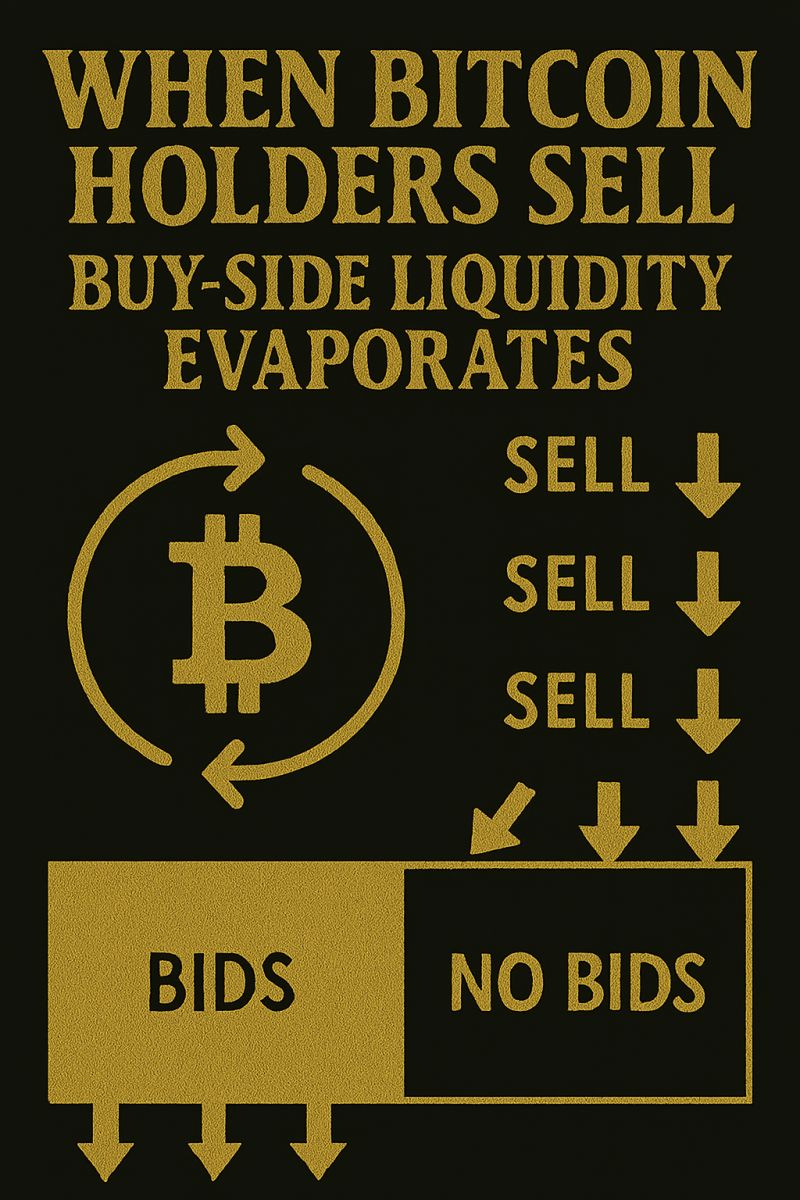 WHEN BITCOIN
HOLDERS SELL
BUY-SIDE LIQUIDITY
EVAPORATES
SELL
SELL
SELL
BIDS
NO BIDS